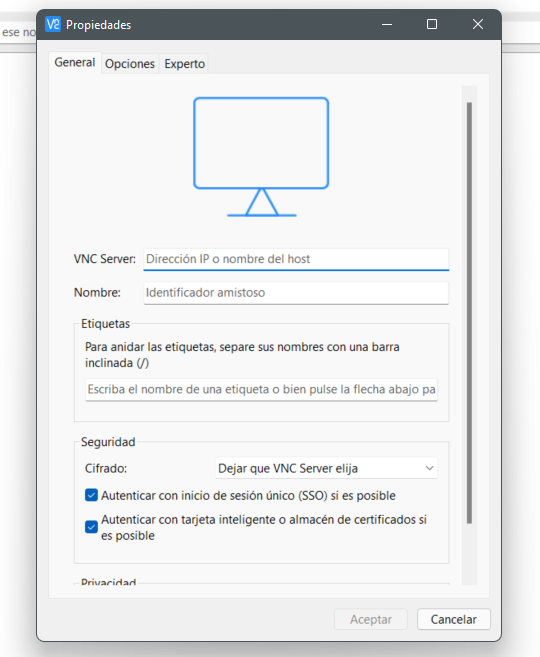 ese no
Propiedades
General Opciones Experto
VNC Server: Dirección IP o nombre del host
Nombre: Identificador amistoso
Etiquetas
Para anidar las etiquetas, separe sus nombres con una barra
inclinada (/)
Escriba el nombre de una etiqueta o bien pulse la flecha abajo pa
Seguridad
Cifrado: Dejar que VNC Server elija
Autenticar con inicio de sesión único (SSO) si es posible
Autenticar con tarjeta inteligente o almacén de certificados si
es posible
Privacidad
Aceptar Cancelar